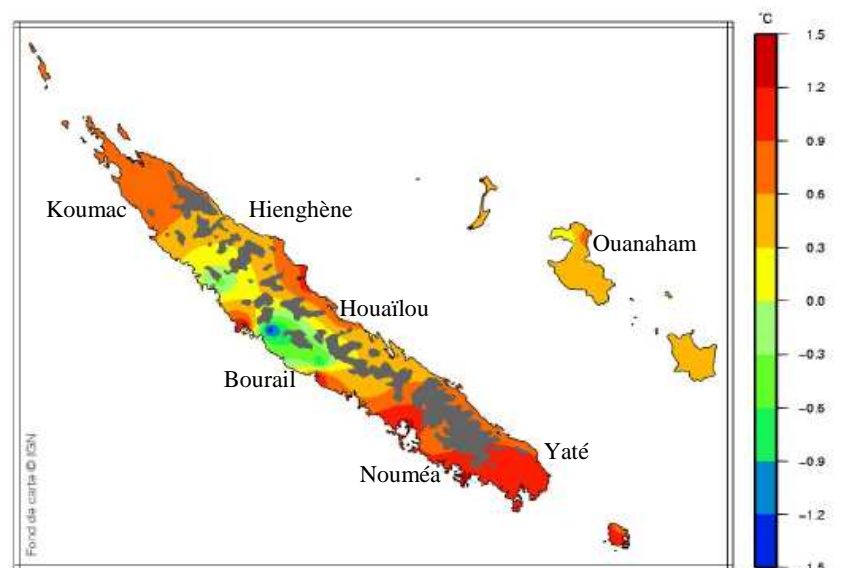 °C
1.5
1.2
0.9
0.6
0.3
0.0
-0.3
-0.6
-0.9
-1.2
-1.5
Koumac
Hienghène
Ouanaham
Houaïlou
Bourail
Yaté
Nouméa
Fond de carte © IGN